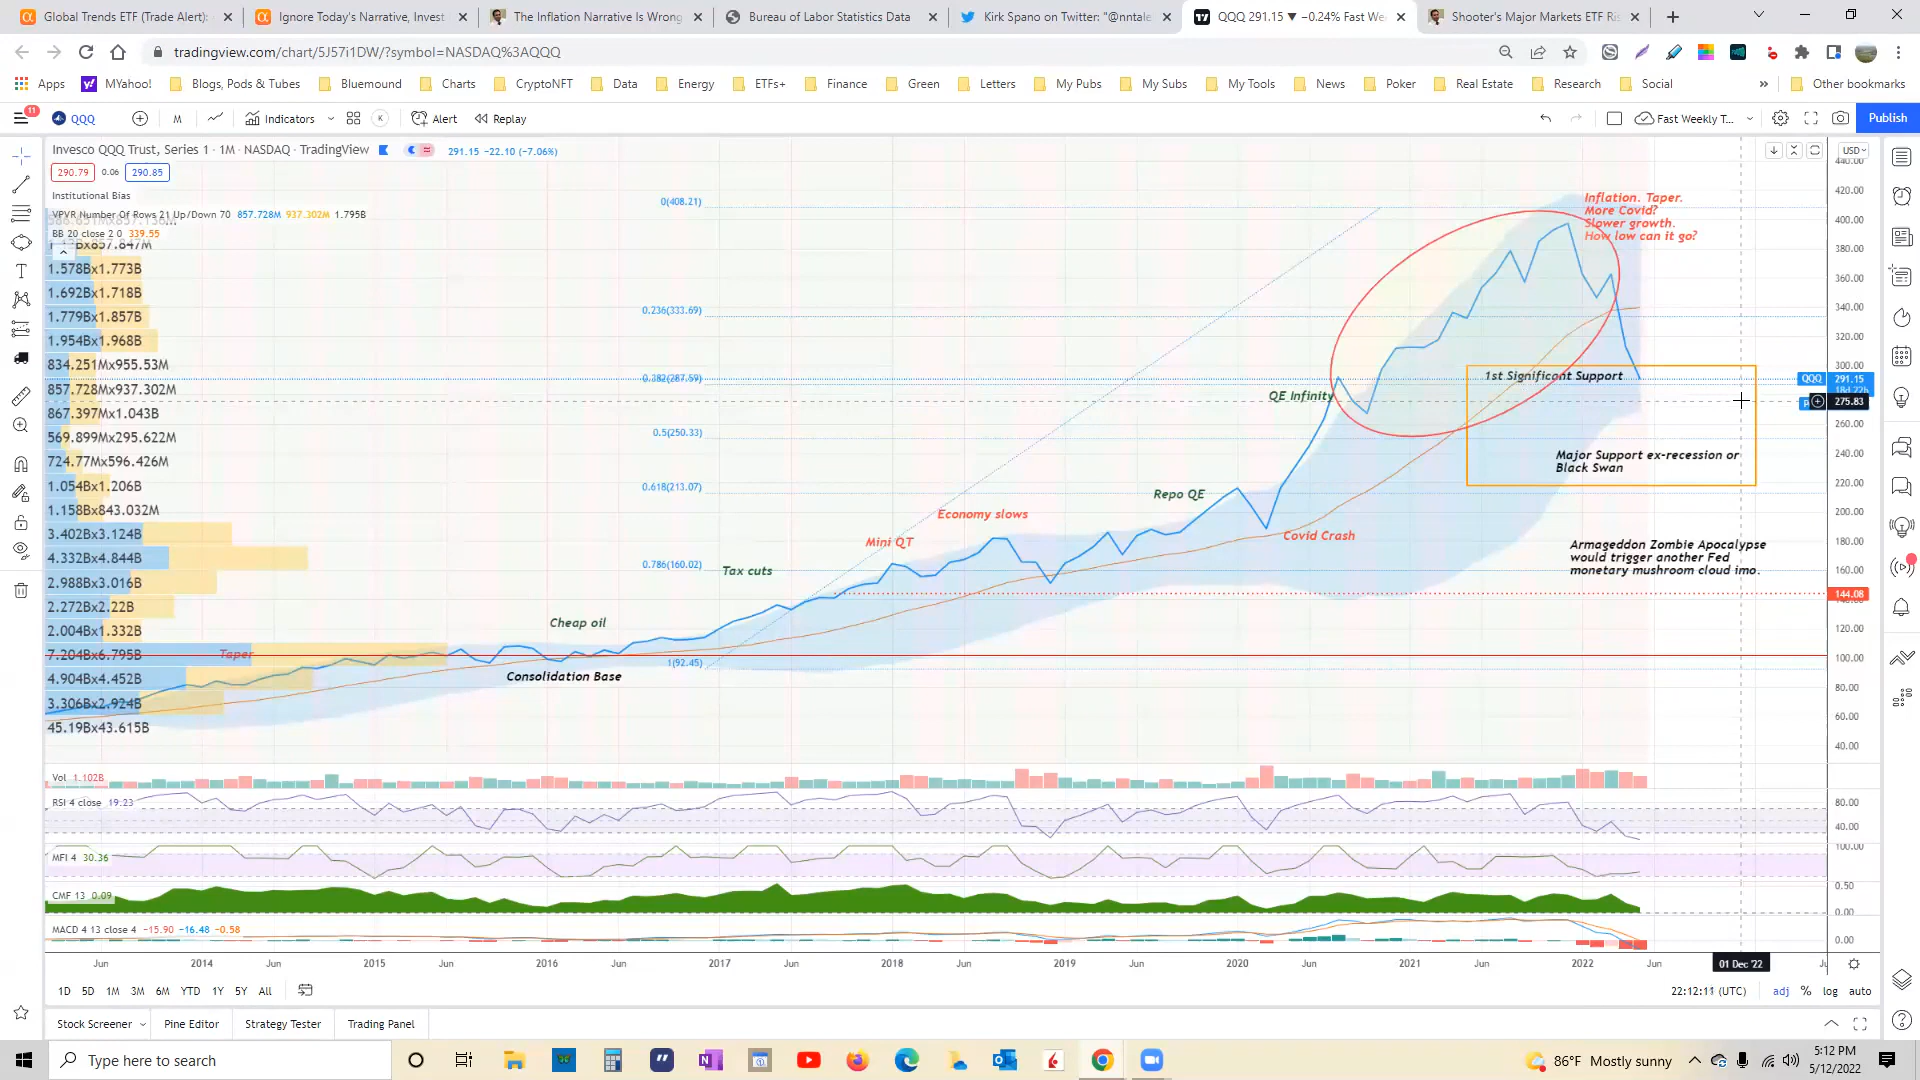 Global Trends ETF (Trade Alert):
Ignore Today's Narrative, Invest
The Inflation Narrative Is Wrong
Bureau of Labor Statistics Data
Kirk Spano on Twitter: "@nntale
QQQ 291.15 ▼ −0.24% Fast We
Shooter's Major Markets ETF Ris
tradingview.com/chart/5J57i1DW/?symbol=NASDAQ%3AQQQ
Apps
MYahoo!
Blogs, Pods & Tubes
Bluemound
Charts
CryptoNFT
Data
Energy
ETFs+
Finance
Green
Letters
My Pubs
My Subs
My Tools
News
Poker
Real Estate
Research
Social
»
Other bookmarks
11
QQQ
M
Indicators
K
Alert
Replay
Fast Weekly T...
Publish
Invesco QQQ Trust, Series 1 · 1M · NASDAQ · TradingView
291.15 −22.10 (−7.06%)
USD
290.79 0.06 290.85
Institutional Bias
VPVR Number Of Rows 21 Up/Down 70 857.728M 937.302M 1.795B
BB 20 close 2 0 339.55
1.578Bx1.773B
1.692Bx1.718B
1.779Bx1.857B
1.954Bx1.968B
834.251Mx955.53M
857.728Mx937.302M
867.397Mx1.043B
569.899Mx295.622M
724.77Mx596.426M
1.054Bx1.206B
1.158Bx843.032M
3.402Bx3.124B
4.332Bx4.844B
2.988Bx3.016B
2.272Bx2.22B
2.004Bx1.332B
7.204Bx6.795B
4.904Bx4.452B
3.306Bx2.924B
45.19Bx43.615B
0(408.21)
0.236(333.69)
0.382(287.59)
0.5(250.33)
0.618(213.07)
0.786(160.02)
1(92.45)
Inflation. Taper.
More Covid?
Slower growth.
How low can it go?
1st Significant Support
QE Infinity
Major Support ex-recession or
Black Swan
Repo QE
Economy slows
Mini QT
Covid Crash
Armageddon Zombie Apocalypse
would trigger another Fed
monetary mushroom cloud imo.
Tax cuts
Cheap oil
Taper
Consolidation Base
440.00
420.00
400.00
380.00
360.00
340.00
320.00
300.00
QQQ 291.15
18d 22h
275.83
260.00
240.00
220.00
200.00
180.00
160.00
144.08
120.00
100.00
80.00
60.00
40.00
Vol 1.102B
RSI 4 close 19.23
80.00
40.00
MFI 4 30.36
100.00
CMF 13 0.09
0.50
0.00
MACD 4 13 close 4 −15.90 −16.48 −0.58
0.00
Jun 2014 Jun 2015 Jun 2016 Jun 2017 Jun 2018 Jun 2019 Jun 2020 Jun 2021 Jun 2022 Jun 01 Dec '22
1D 5D 1M 3M 6M YTD 1Y 5Y All
22:12:11 (UTC) adj % log auto
Stock Screener
Pine Editor
Strategy Tester
Trading Panel
Type here to search
86°F Mostly sunny
5:12 PM
5/12/2022